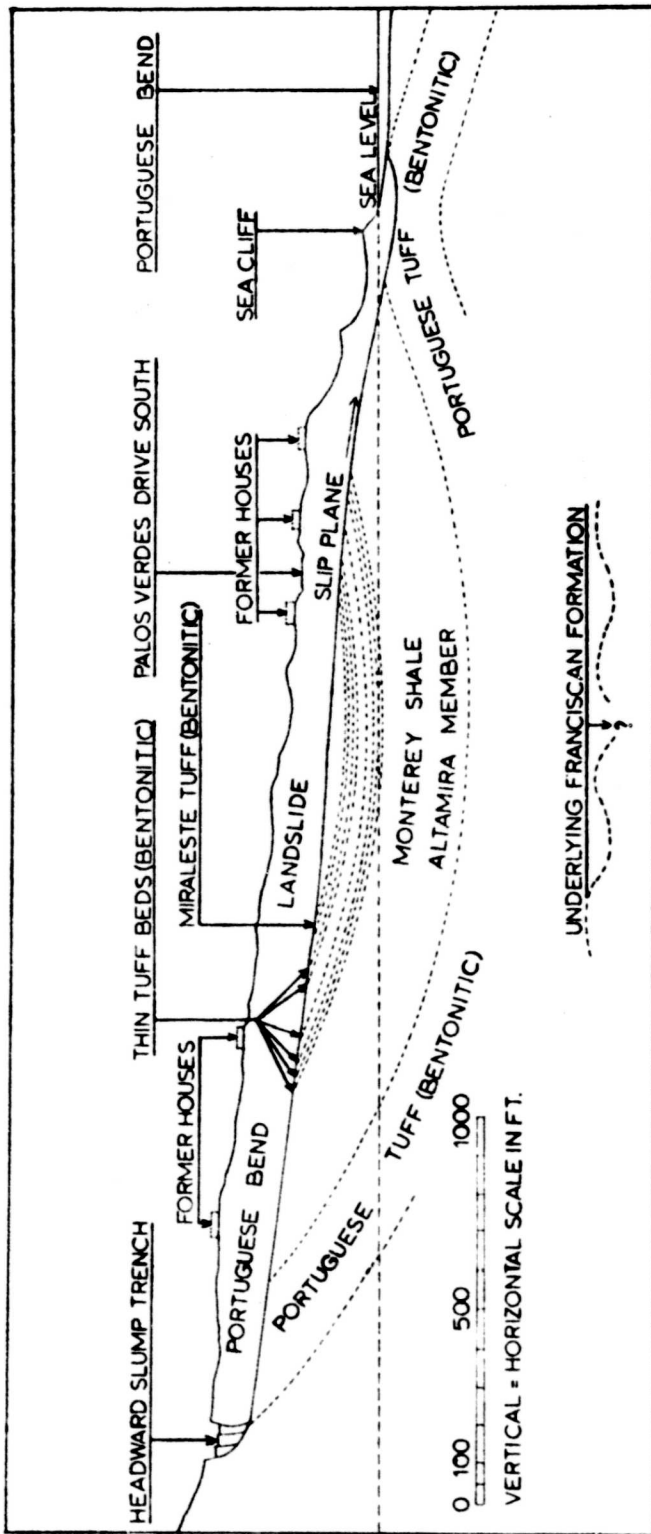 HEADWARD SLUMP TRENCH
THIN TUFF BEDS (BENTONITIC)
PALOS VERDES DRIVE SOUTH
PORTUGUESE BEND
FORMER HOUSES
MIRALESTE TUFF (BENTONITIC)
FORMER HOUSES
SEA CLIFF
PORTUGUESE BEND
LANDSLIDE
SLIP PLANE
SEA LEVEL
PORTUGUESE TUFF (BENTONITIC)
MONTEREY SHALE
ALTAMIRA MEMBER
PORTUGUESE TUFF (BENTONITIC)
0 100 500 1000
VERTICAL = HORIZONTAL SCALE IN FT.
UNDERLYING FRANCISCAN FORMATION
?